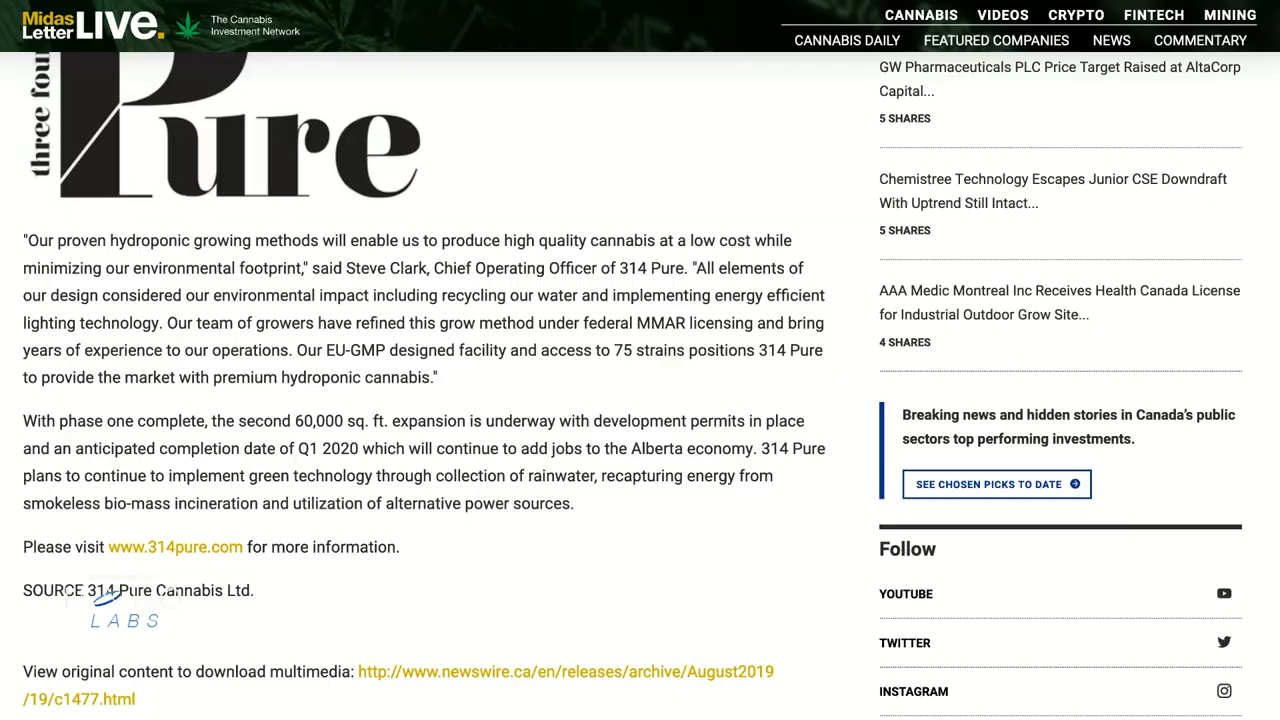 Midas
Letter LIVE.
The Cannabis
Investment Network
CANNABIS VIDEOS CRYPTO FINTECH MINING
CANNABIS DAILY FEATURED COMPANIES NEWS COMMENTARY
three four
Pure
"Our proven hydroponic growing methods will enable us to produce high quality cannabis at a low cost while
minimizing our environmental footprint," said Steve Clark, Chief Operating Officer of 314 Pure. "All elements of
our design considered our environmental impact including recycling our water and implementing energy efficient
lighting technology. Our team of growers have refined this grow method under federal MMAR licensing and bring
years of experience to our operations. Our EU-GMP designed facility and access to 75 strains positions 314 Pure
to provide the market with premium hydroponic cannabis."
With phase one complete, the second 60,000 sq. ft. expansion is underway with development permits in place
and an anticipated completion date of Q1 2020 which will continue to add jobs to the Alberta economy. 314 Pure
plans to continue to implement green technology through collection of rainwater, recapturing energy from
smokeless bio-mass incineration and utilization of alternative power sources.
Please visit www.314pure.com for more information.
SOURCE 314 Pure Cannabis Ltd.
LABS
View original content to download multimedia: http://www.newswire.ca/en/releases/archive/August2019
/19/c1477.html
GW Pharmaceuticals PLC Price Target Raised at AltaCorp
Capital...
5 SHARES
Chemistree Technology Escapes Junior CSE Downdraft
With Uptrend Still Intact...
5 SHARES
AAA Medic Montreal Inc Receives Health Canada License
for Industrial Outdoor Grow Site...
4 SHARES
Breaking news and hidden stories in Canada's public
sectors top performing investments.
SEE CHOSEN PICKS TO DATE
Follow
YOUTUBE
TWITTER
INSTAGRAM